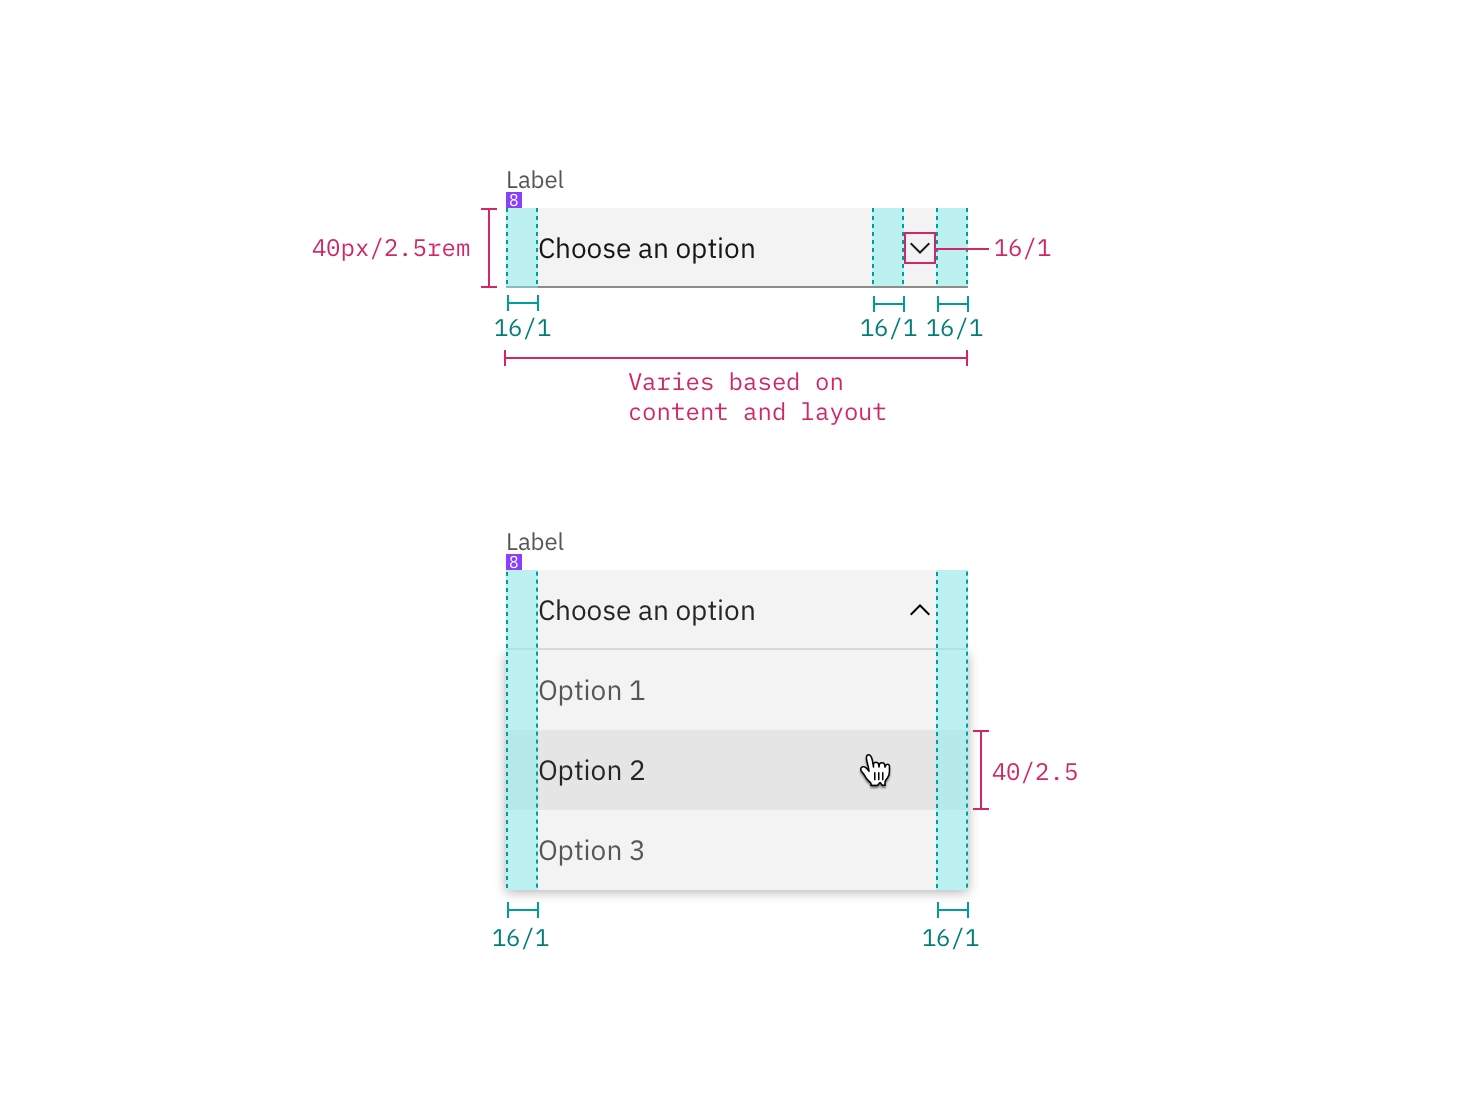 Label
8
40px/2.5rem
Choose an option
16/1
16/1
16/1
16/1
Varies based on
content and layout
Label
8
Choose an option
Option 1
Option 2
40/2.5
Option 3
16/1
16/1